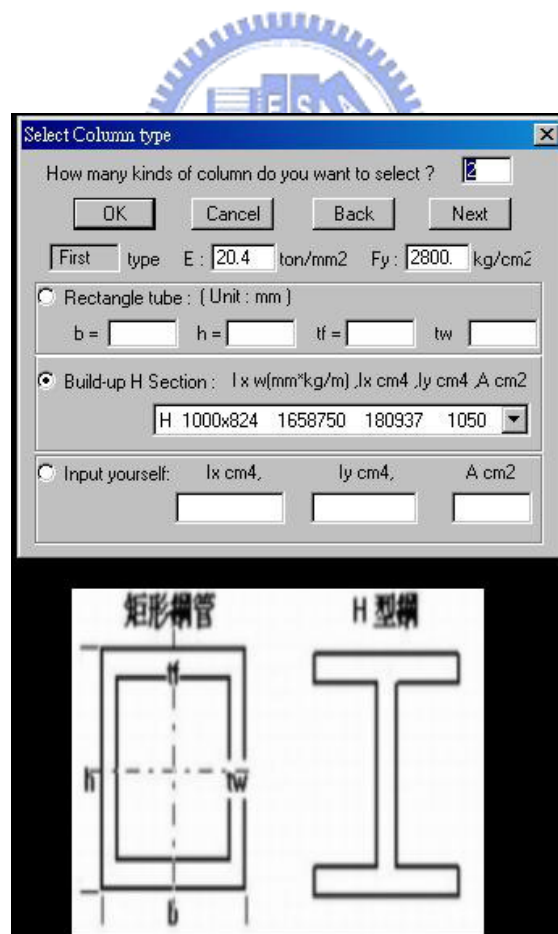 E S
Select Column type
How many kinds of column do you want to select ? 2
OK Cancel Back Next
First type E : 20.4 ton/mm2 Fy : 2800. kg/cm2
Rectangle tube : ( Unit : mm )
b = h = tf = tw
Build-up H Section : I x w(mm*kg/m) ,Ix cm4 ,Iy cm4 ,A cm2
H 1000x824 1658750 180937 1050
Input yourself: Ix cm4, Iy cm4, A cm2
矩形鋼管 H 型鋼
tf
h tw
b